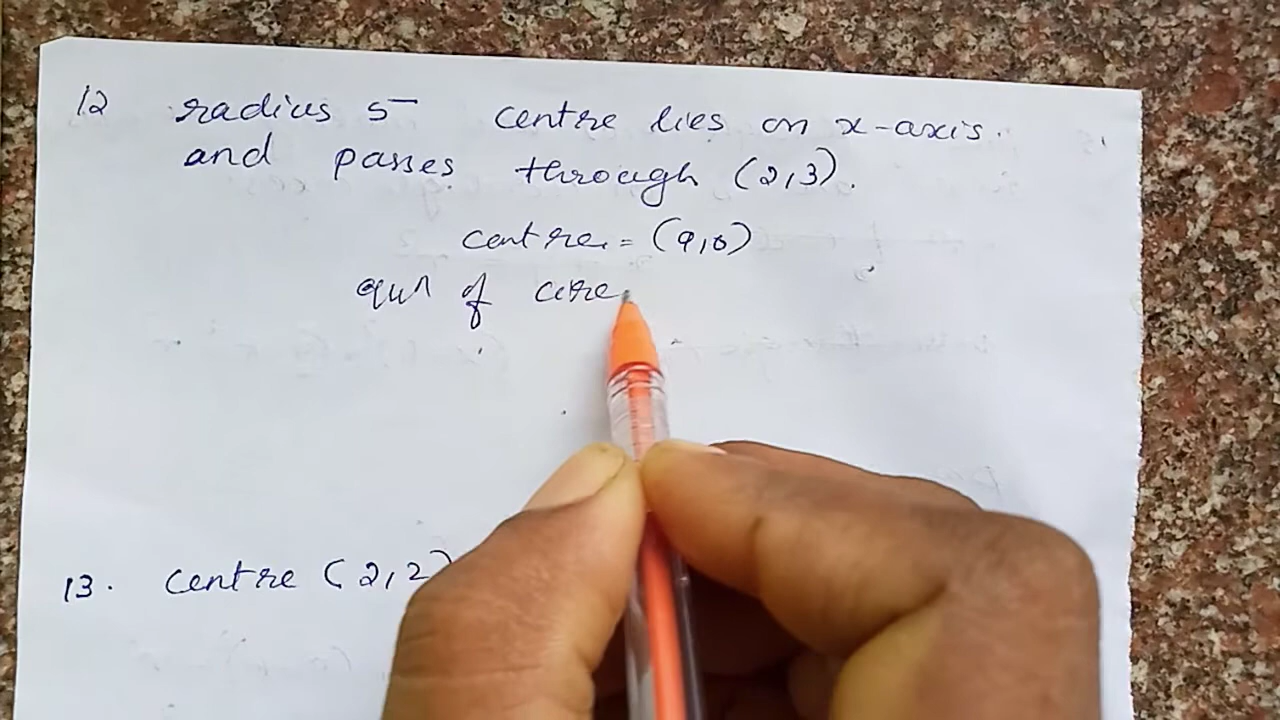 12 radius 5 centre lies on x-axis.
and passes through (2,3).
centre = (a,0)
eqn of circ
13. centre (2,2)